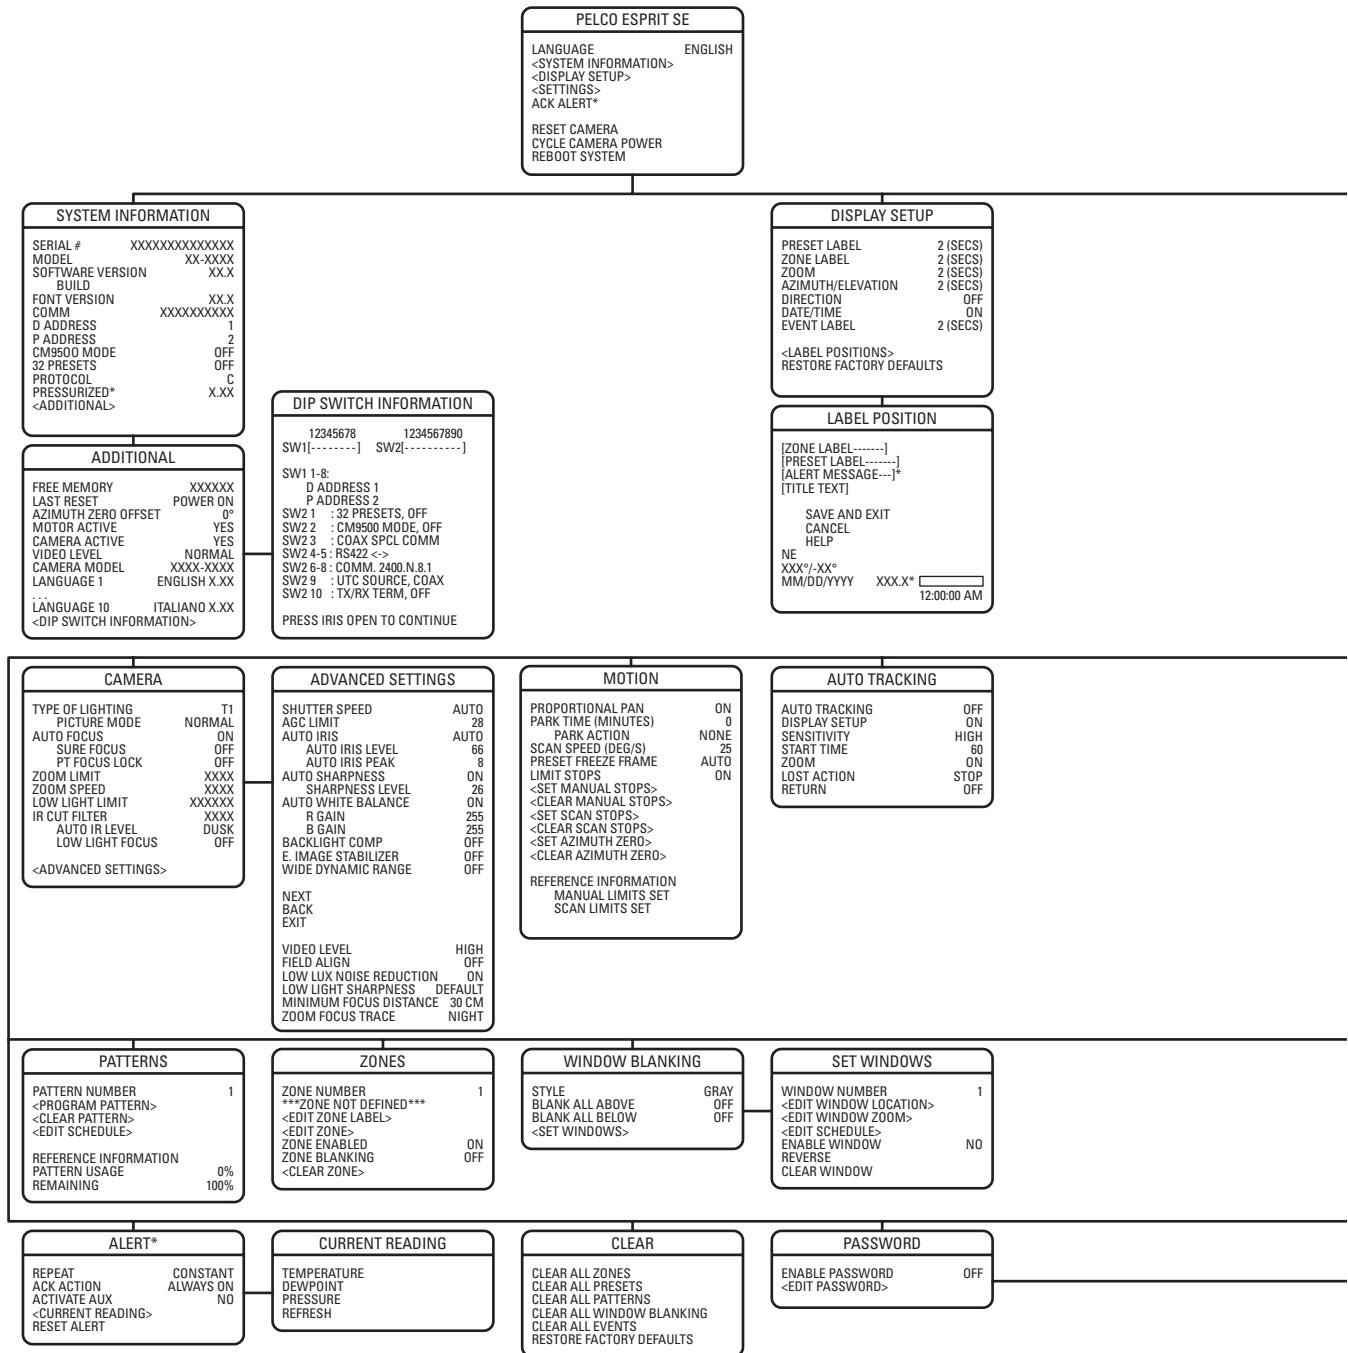 PELCO ESPRIT SE
LANGUAGE ENGLISH
<SYSTEM INFORMATION>
<DISPLAY SETUP>
<SETTINGS>
ACK ALERT*
RESET CAMERA
CYCLE CAMERA POWER
REBOOT SYSTEM
SYSTEM INFORMATION
SERIAL # XXXXXXXXXXXXXX
MODEL XX-XXXX
SOFTWARE VERSION XX.X
BUILD
FONT VERSION XX.X
COMM XXXXXXXXXX
D ADDRESS 1
P ADDRESS 2
CM9500 MODE OFF
32 PRESETS OFF
PROTOCOL C
PRESSURIZED* X.XX
<ADDITIONAL>
ADDITIONAL
FREE MEMORY XXXXXX
LAST RESET POWER ON
AZIMUTH ZERO OFFSET 0°
MOTOR ACTIVE YES
CAMERA ACTIVE YES
VIDEO LEVEL NORMAL
CAMERA MODEL XXXX-XXXX
LANGUAGE 1 ENGLISH X.XX
. . .
LANGUAGE 10 ITALIANO X.XX
<DIP SWITCH INFORMATION>
DIP SWITCH INFORMATION
12345678 1234567890
SW1[--------] SW2[----------]
SW1 1-8:
D ADDRESS 1
P ADDRESS 2
SW2 1 : 32 PRESETS, OFF
SW2 2 : CM9500 MODE, OFF
SW2 3 : COAX SPCL COMM
SW2 4-5 : RS422 <->
SW2 6-8 : COMM. 2400.N.8.1
SW2 9 : UTC SOURCE, COAX
SW2 10 : TX/RX TERM, OFF
PRESS IRIS OPEN TO CONTINUE
DISPLAY SETUP
PRESET LABEL 2 (SECS)
ZONE LABEL 2 (SECS)
ZOOM 2 (SECS)
AZIMUTH/ELEVATION 2 (SECS)
DIRECTION OFF
DATE/TIME ON
EVENT LABEL 2 (SECS)
<LABEL POSITIONS>
RESTORE FACTORY DEFAULTS
LABEL POSITION
[ZONE LABEL-------]
[PRESET LABEL-------]
[ALERT MESSAGE---]*
[TITLE TEXT]
SAVE AND EXIT
CANCEL
HELP
NE
XXX°/-XX°
MM/DD/YYYY XXX.X*
12:00:00 AM
CAMERA
TYPE OF LIGHTING T1
PICTURE MODE NORMAL
AUTO FOCUS ON
SURE FOCUS OFF
PT FOCUS LOCK OFF
ZOOM LIMIT XXXX
ZOOM SPEED XXXX
LOW LIGHT LIMIT XXXXXX
IR CUT FILTER XXXX
AUTO IR LEVEL DUSK
LOW LIGHT FOCUS OFF
<ADVANCED SETTINGS>
ADVANCED SETTINGS
SHUTTER SPEED AUTO
AGC LIMIT 28
AUTO IRIS AUTO
AUTO IRIS LEVEL 66
AUTO IRIS PEAK 8
AUTO SHARPNESS ON
SHARPNESS LEVEL 26
AUTO WHITE BALANCE ON
R GAIN 255
B GAIN 255
BACKLIGHT COMP OFF
E. IMAGE STABILIZER OFF
WIDE DYNAMIC RANGE OFF
NEXT
BACK
EXIT
VIDEO LEVEL HIGH
FIELD ALIGN OFF
LOW LUX NOISE REDUCTION ON
LOW LIGHT SHARPNESS DEFAULT
MINIMUM FOCUS DISTANCE 30 CM
ZOOM FOCUS TRACE NIGHT
MOTION
PROPORTIONAL PAN ON
PARK TIME (MINUTES) 0
PARK ACTION NONE
SCAN SPEED (DEG/S) 25
PRESET FREEZE FRAME AUTO
LIMIT STOPS ON
<SET MANUAL STOPS>
<CLEAR MANUAL STOPS>
<SET SCAN STOPS>
<CLEAR SCAN STOPS>
<SET AZIMUTH ZERO>
<CLEAR AZIMUTH ZERO>
REFERENCE INFORMATION
MANUAL LIMITS SET
SCAN LIMITS SET
AUTO TRACKING
AUTO TRACKING OFF
DISPLAY SETUP ON
SENSITIVITY HIGH
START TIME 60
ZOOM ON
LOST ACTION STOP
RETURN OFF
PATTERNS
PATTERN NUMBER 1
<PROGRAM PATTERN>
<CLEAR PATTERN>
<EDIT SCHEDULE>
REFERENCE INFORMATION
PATTERN USAGE 0%
REMAINING 100%
ZONES
ZONE NUMBER 1
***ZONE NOT DEFINED***
<EDIT ZONE LABEL>
<EDIT ZONE>
ZONE ENABLED ON
ZONE BLANKING OFF
<CLEAR ZONE>
WINDOW BLANKING
STYLE GRAY
BLANK ALL ABOVE OFF
BLANK ALL BELOW OFF
<SET WINDOWS>
SET WINDOWS
WINDOW NUMBER 1
<EDIT WINDOW LOCATION>
<EDIT WINDOW ZOOM>
<EDIT SCHEDULE>
ENABLE WINDOW NO
REVERSE
CLEAR WINDOW
ALERT*
REPEAT CONSTANT
ACK ACTION ALWAYS ON
ACTIVATE AUX NO
<CURRENT READING>
RESET ALERT
CURRENT READING
TEMPERATURE
DEWPOINT
PRESSURE
REFRESH
CLEAR
CLEAR ALL ZONES
CLEAR ALL PRESETS
CLEAR ALL PATTERNS
CLEAR ALL WINDOW BLANKING
CLEAR ALL EVENTS
RESTORE FACTORY DEFAULTS
PASSWORD
ENABLE PASSWORD OFF
<EDIT PASSWORD>